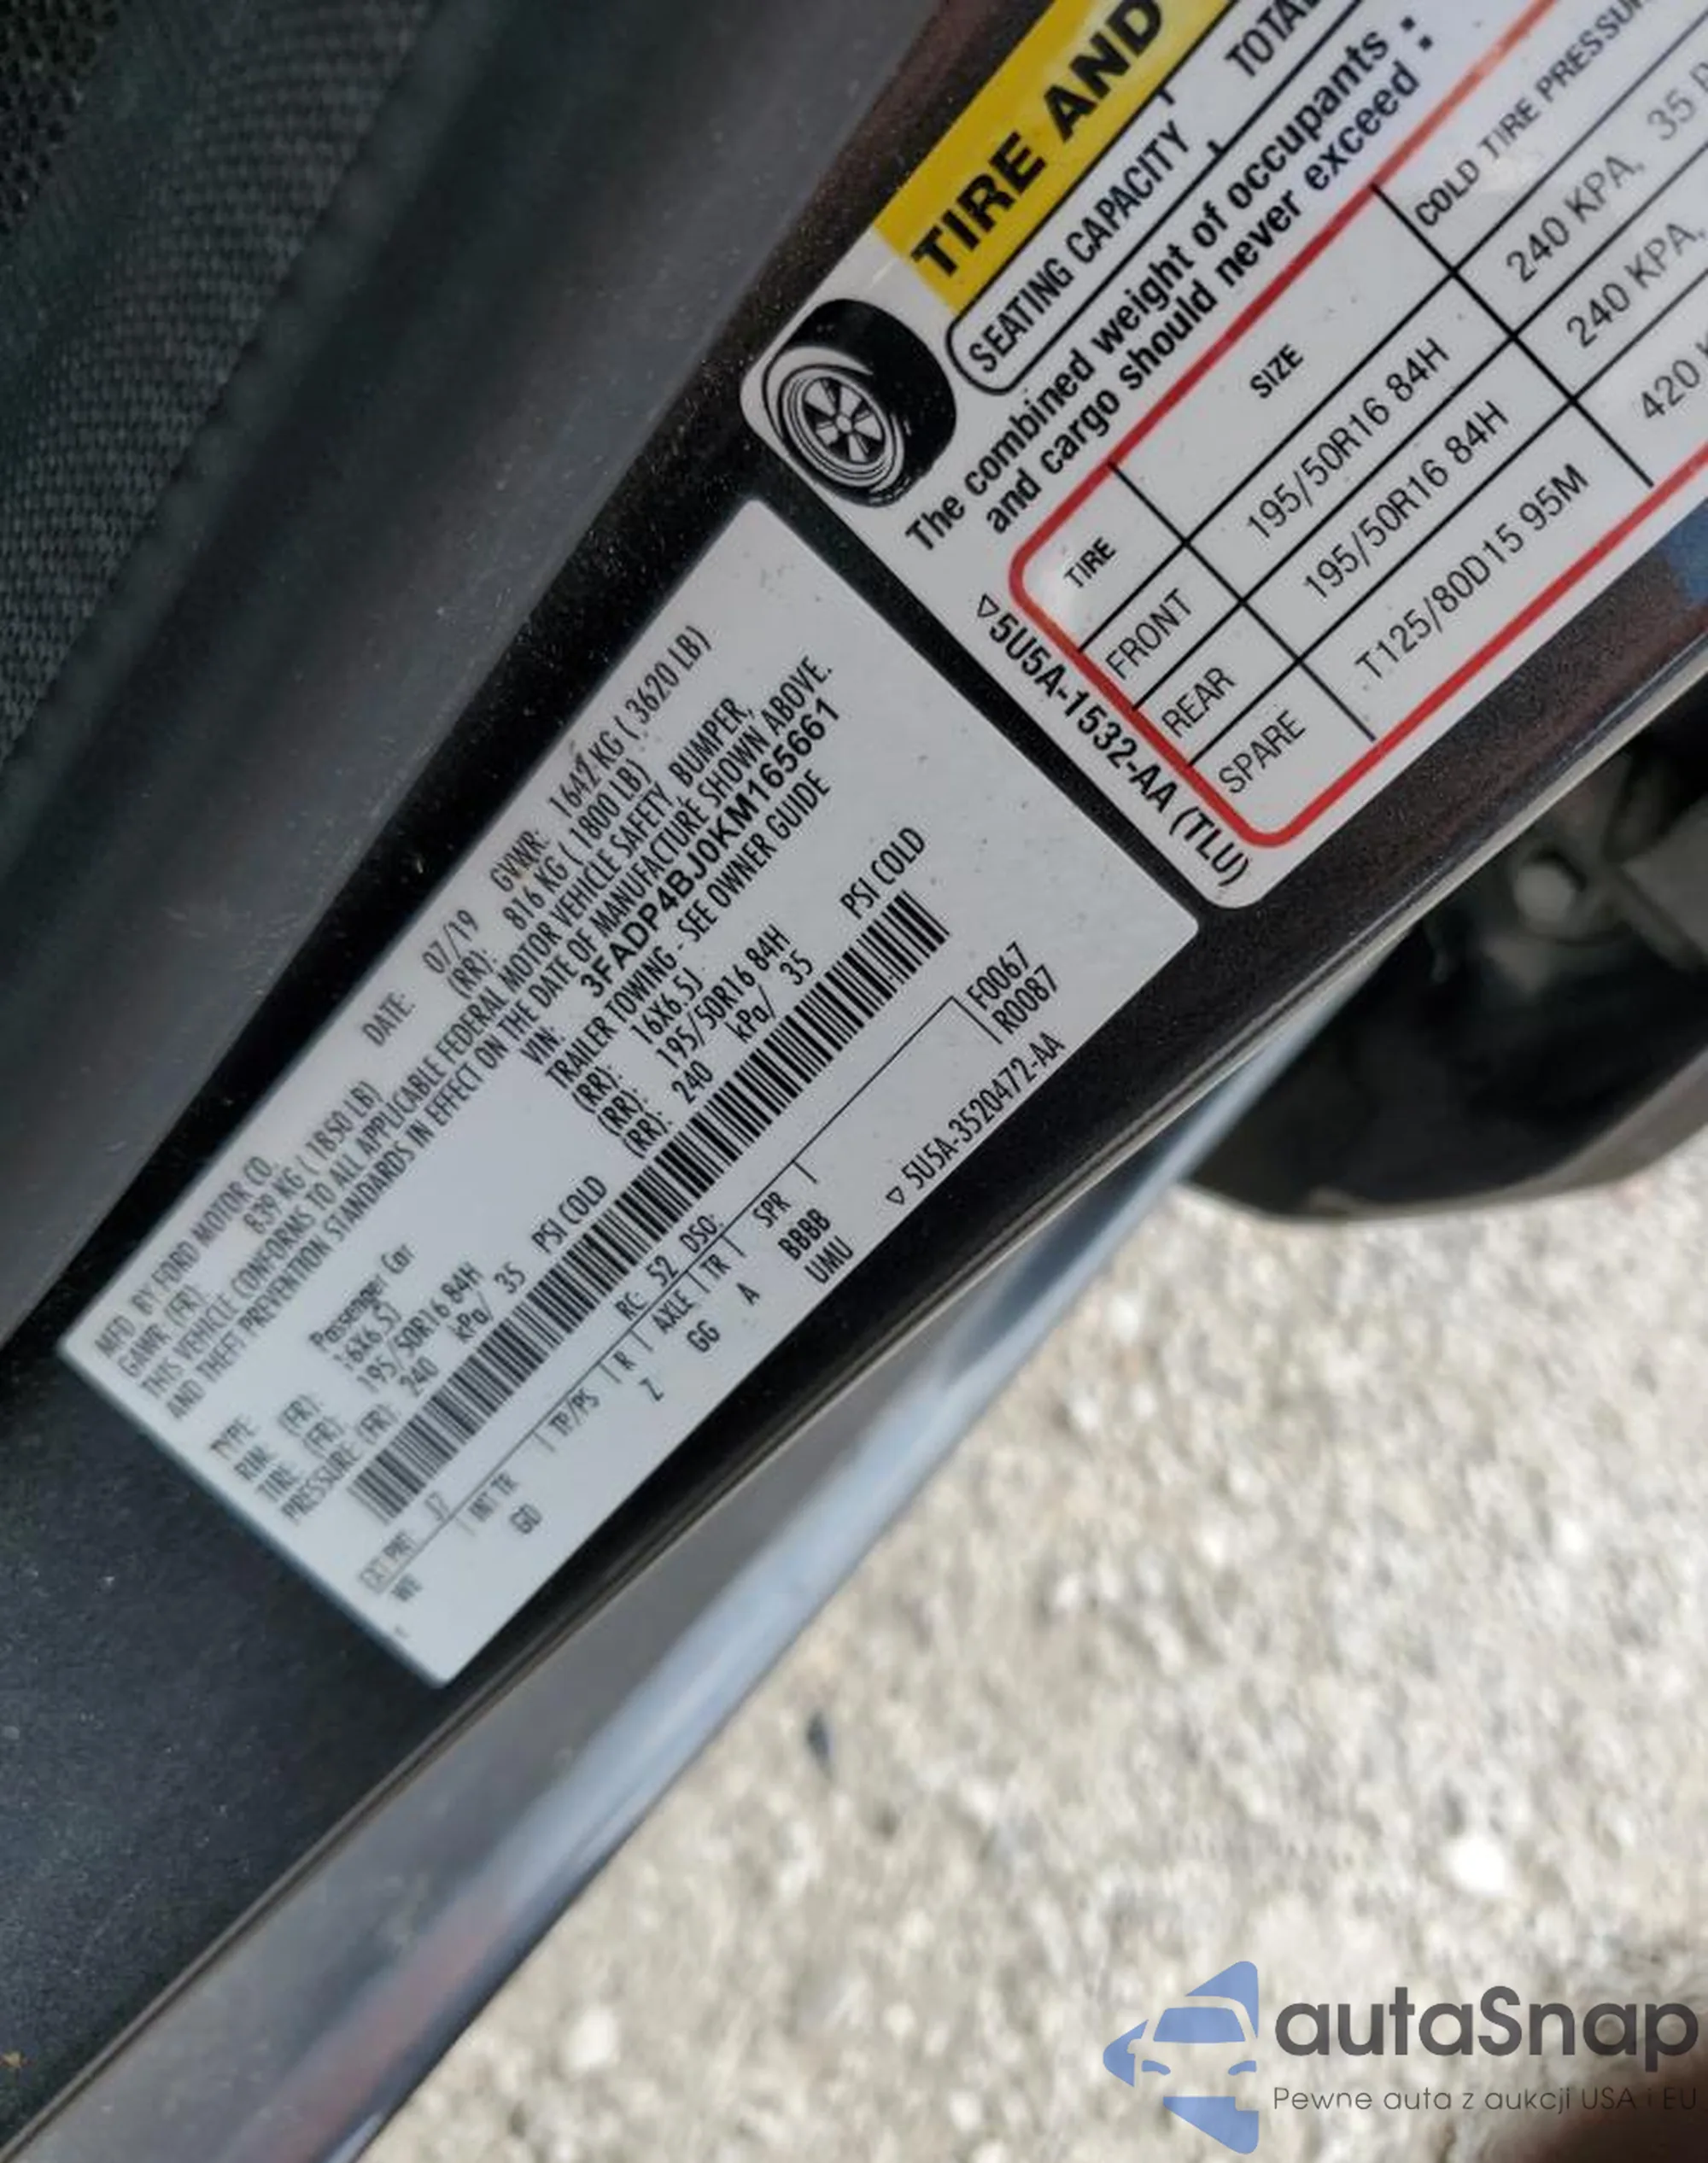 TIRE AND
SEATING CAPACITY
The combined weight of occupants
and cargo should never exceed
TIRE SIZE COLD TIRE PRESSUR
FRONT 195/50R16 84H 240 KPA, 35
REAR 195/50R16 84H 240 KPA,
SPARE T125/80D15 95M 420
5U5A-1532-AA (TLU)
MFD BY FORD MOTOR CO. DATE: 07/19 GVWR: 1642 KG ( 3620 LB)
GAWR (FR): 839 KG ( 1850 LB) (RR): 816 KG ( 1800 LB)
THIS VEHICLE CONFORMS TO ALL APPLICABLE FEDERAL MOTOR VEHICLE SAFETY, BUMPER,
AND THEFT PREVENTION STANDARDS IN EFFECT ON THE DATE OF MANUFACTURE SHOWN ABOVE.
VIN: 3FADP4BJ0KM165661
TYPE: Passenger Car TRAILER TOWING - SEE OWNER GUIDE
RIM: (FR): 16X6.5J (RR): 16X6.5J
TIRE: (FR): 195/50R16 84H (RR): 195/50R16 84H
PRESSURE (FR): 240 kPa/ 35 PSI COLD (RR): 240 kPa/ 35 PSI COLD
EXT PNT: J7 RC: 52 DSO: F0067
WE INT TR TP/PS R AXLE TR SPR R0087
GD Z GG A BBBB
UMU
5U5A-3520472-AA
autaSnap
Pewne auta z aukcji USA i EU